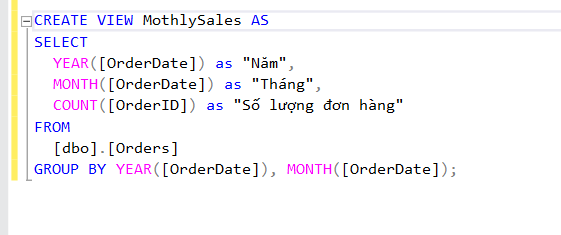 CREATE VIEW MothlySales AS
SELECT
YEAR([OrderDate]) as "Năm",
MONTH([OrderDate]) as "Tháng",
COUNT([OrderID]) as "Số lượng đơn hàng"
FROM
[dbo].[Orders]
GROUP BY YEAR([OrderDate]), MONTH([OrderDate]);